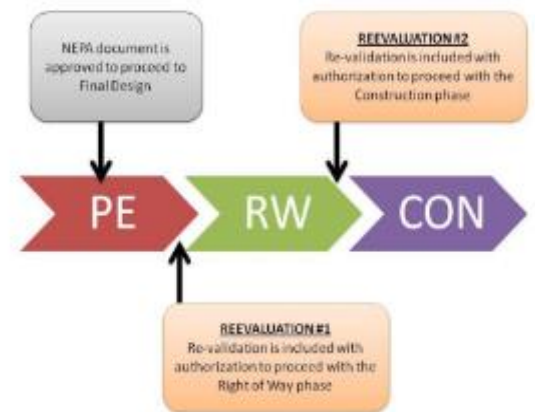 NEPA document is
approved to proceed to
Final Design
REEVALUATION #2
Re-validation is included with
authorization to proceed with the
Construction phase
PE
RW
CON
REEVALUATION #1
Re-validation is included with
authorization to proceed with the
Right of Way phase